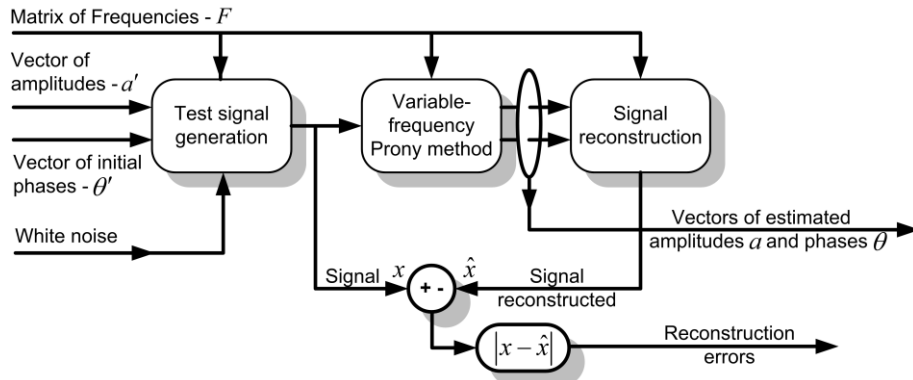 Matrix of Frequencies - F
Vector of
amplitudes - a′
Vector of initial
phases - θ′
White noise
Test signal
generation
Variable-
frequency
Prony method
Signal
reconstruction
Vectors of estimated
amplitudes a and phases θ
Signal
x
x̂
+ -
Signal
reconstructed
|x − x̂|
Reconstruction
errors